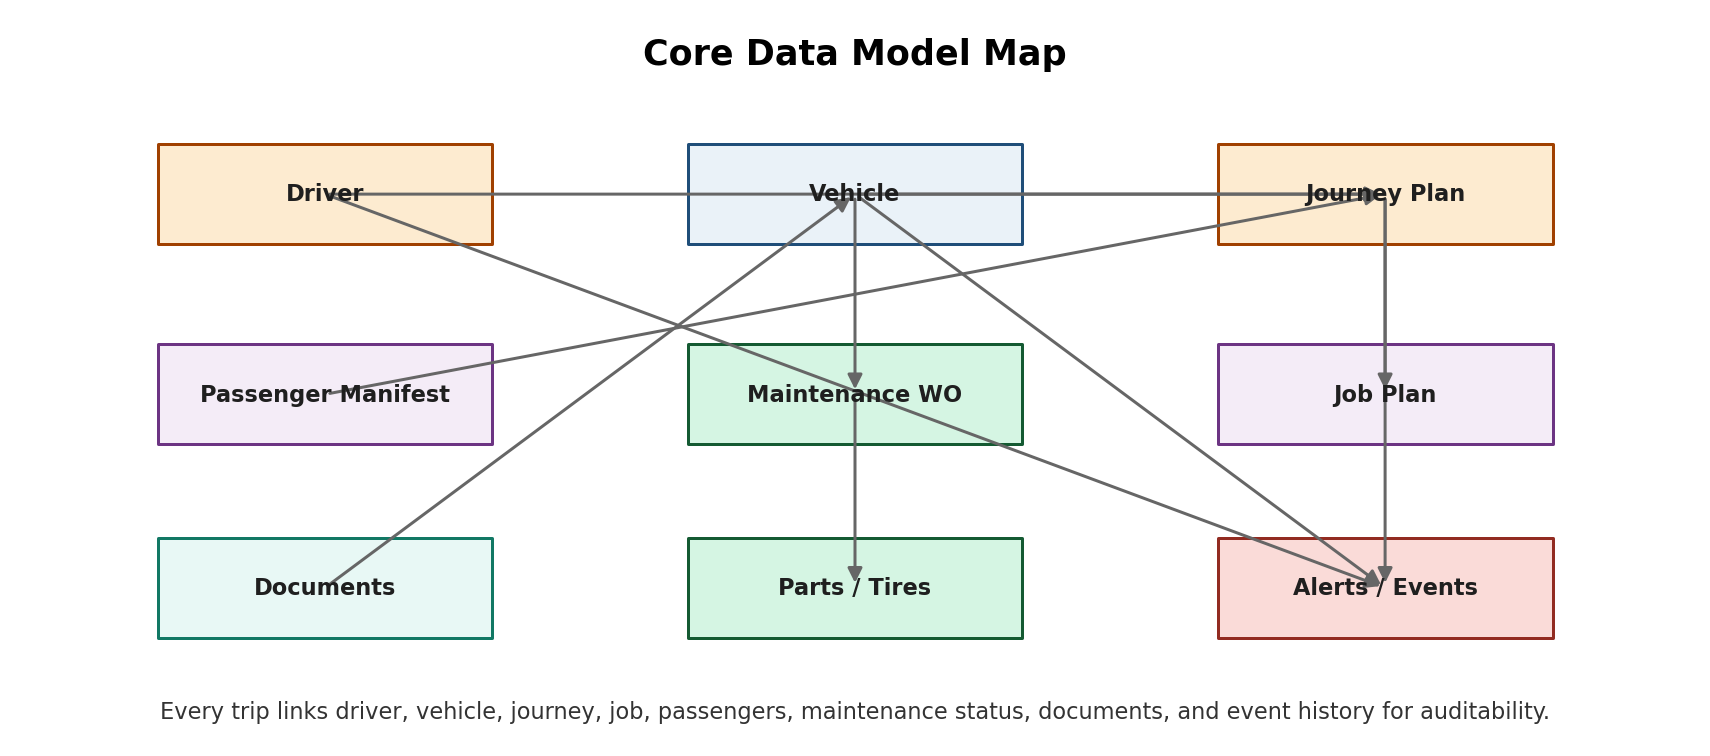 Core Data Model Map
Driver
Vehicle
Journey Plan
Passenger Manifest
Maintenance WO
Job Plan
Documents
Parts / Tires
Alerts / Events
Every trip links driver, vehicle, journey, job, passengers, maintenance status, documents, and event history for auditability.